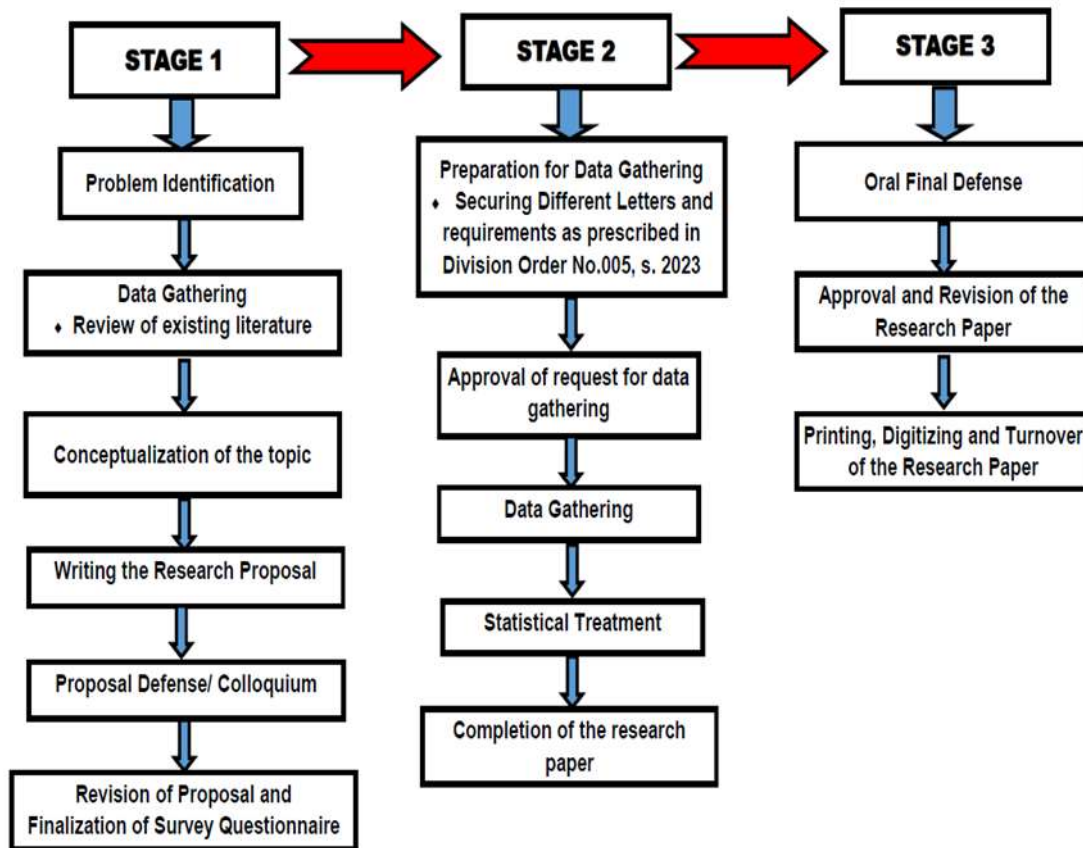 STAGE 1
Problem Identification
Data Gathering
♦ Review of existing literature
Conceptualization of the topic
Writing the Research Proposal
Proposal Defense/ Colloquium
Revision of Proposal and
Finalization of Survey Questionnaire
STAGE 2
Preparation for Data Gathering
♦ Securing Different Letters and
requirements as prescribed in
Division Order No.005, s. 2023
Approval of request for data
gathering
Data Gathering
Statistical Treatment
Completion of the research
paper
STAGE 3
Oral Final Defense
Approval and Revision of the
Research Paper
Printing, Digitizing and Turnover
of the Research Paper